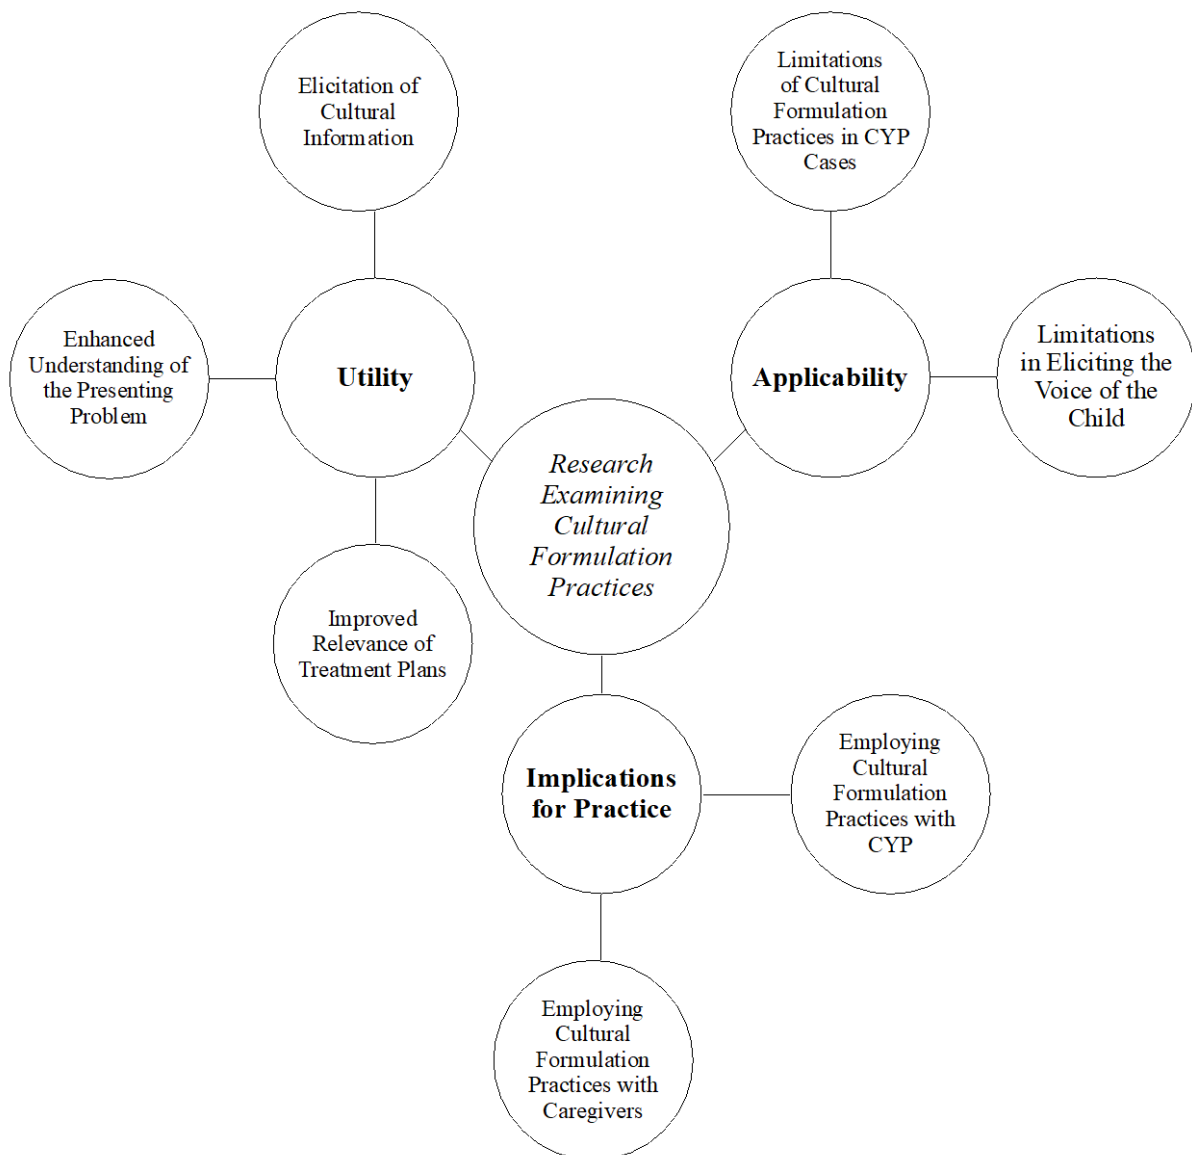 Elicitation of
Cultural
Information
Limitations
of Cultural
Formulation
Practices in CYP
Cases
Enhanced
Understanding of
the Presenting
Problem
Utility
Applicability
Limitations
in Eliciting the
Voice of the
Child
Research
Examining
Cultural
Formulation
Practices
Improved
Relevance of
Treatment Plans
Implications
for Practice
Employing
Cultural
Formulation
Practices with
CYP
Employing
Cultural
Formulation
Practices with
Caregivers